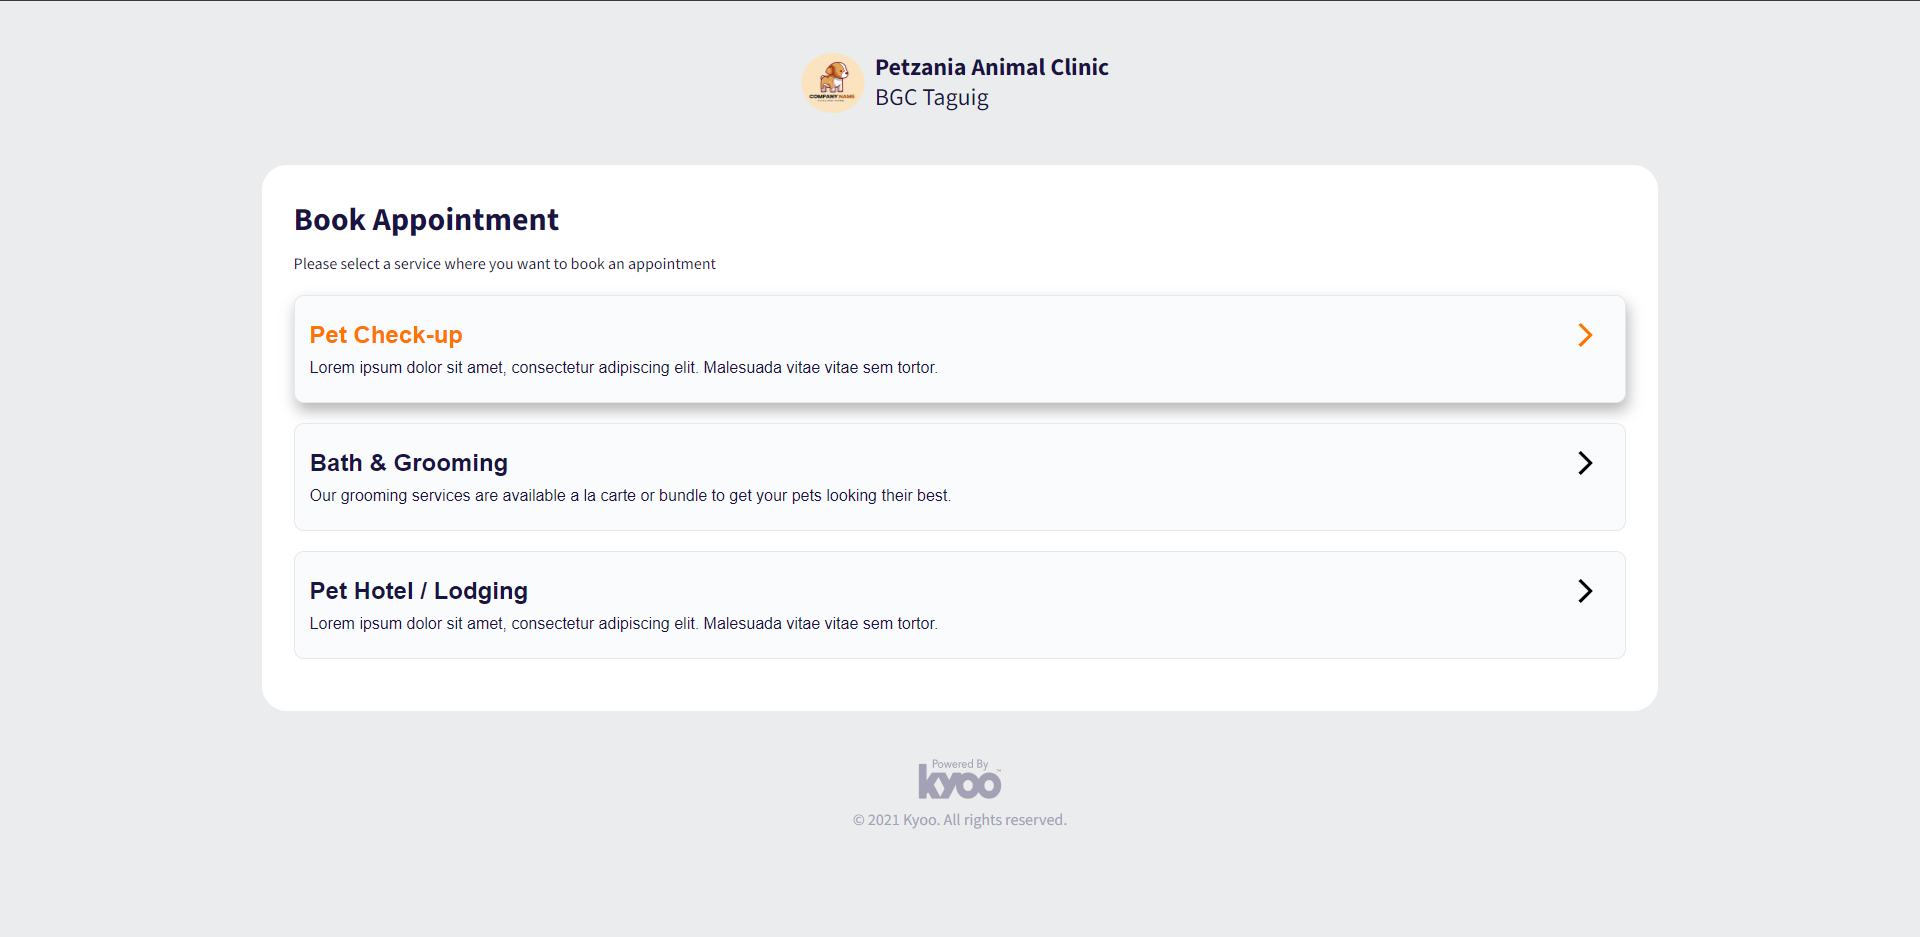 COMPANY NAME
Petzania Animal Clinic
BGC Taguig
Book Appointment
Please select a service where you want to book an appointment
Pet Check-up
Lorem ipsum dolor sit amet, consectetur adipiscing elit. Malesuada vitae vitae sem tortor.
Bath & Grooming
Our grooming services are available a la carte or bundle to get your pets looking their best.
Pet Hotel / Lodging
Lorem ipsum dolor sit amet, consectetur adipiscing elit. Malesuada vitae vitae sem tortor.
Powered By
kyoo™
© 2021 Kyoo. All rights reserved.